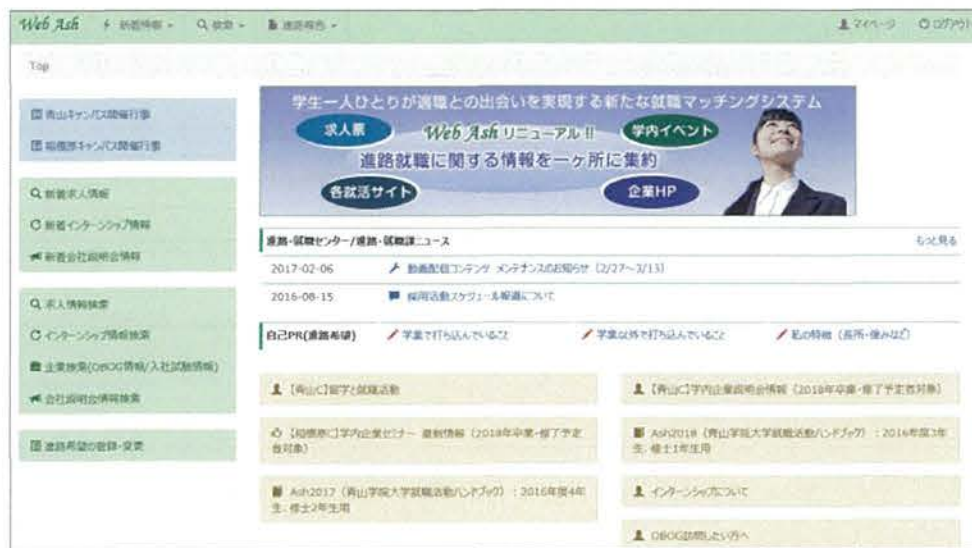 Web Ash 新着情報 検索 進路報告 マイページ ログアウト
Top
青山キャンパス開催行事
相模原キャンパス開催行事
新着求人情報
新着インターンシップ情報
新着会社説明会情報
求人情報検索
インターンシップ情報検索
企業検索(OBOG情報/入社試験情報)
会社説明会情報検索
進路希望の登録・変更
学生一人ひとりが適職との出会いを実現する新たな就職マッチングシステム
求人票 Web Ash リニューアル!! 学内イベント
進路就職に関する情報を一ヶ所に集約
各就活サイト 企業HP
進路・就職センター/進路・就職課ニュース もっと見る
2017-02-06 動画配信コンテンツ メンテナンスのお知らせ (2/27～3/13)
2016-08-15 採用活動スケジュール報道について
自己PR(進路希望) 学業で打ち込んでいること 学業以外で打ち込んでいること 私の特徴 (長所・強みなど)
【青山C】留学と就職活動
【青山C】学内企業説明会情報 (2018年卒業・修了予定者対象)
【相模原C】学内企業セミナー 最新情報 (2018年卒業・修了予定
者対象)
Ash2018 (青山学院大学就職活動ハンドブック) : 2016年度3年
生、修士1年生用
Ash2017 (青山学院大学就職活動ハンドブック) : 2016年度4年
生、修士2年生用
インターンシップについて
OBOG訪問したい方へ